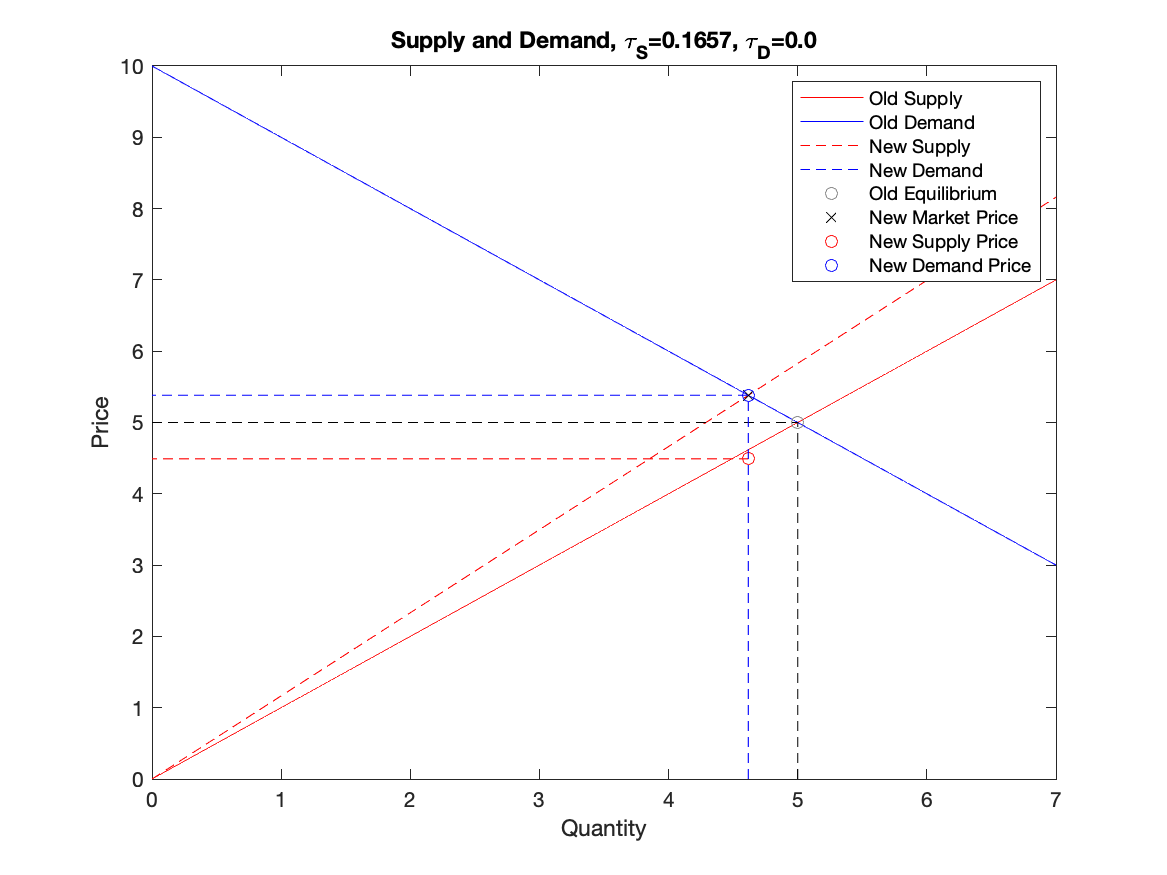 Supply and Demand, τS=0.1657, τD=0.0
10
9
8
7
6
5
4
3
2
1
0
Price
Old Supply
Old Demand
New Supply
New Demand
Old Equilibrium
New Market Price
New Supply Price
New Demand Price
0 1 2 3 4 5 6 7
Quantity